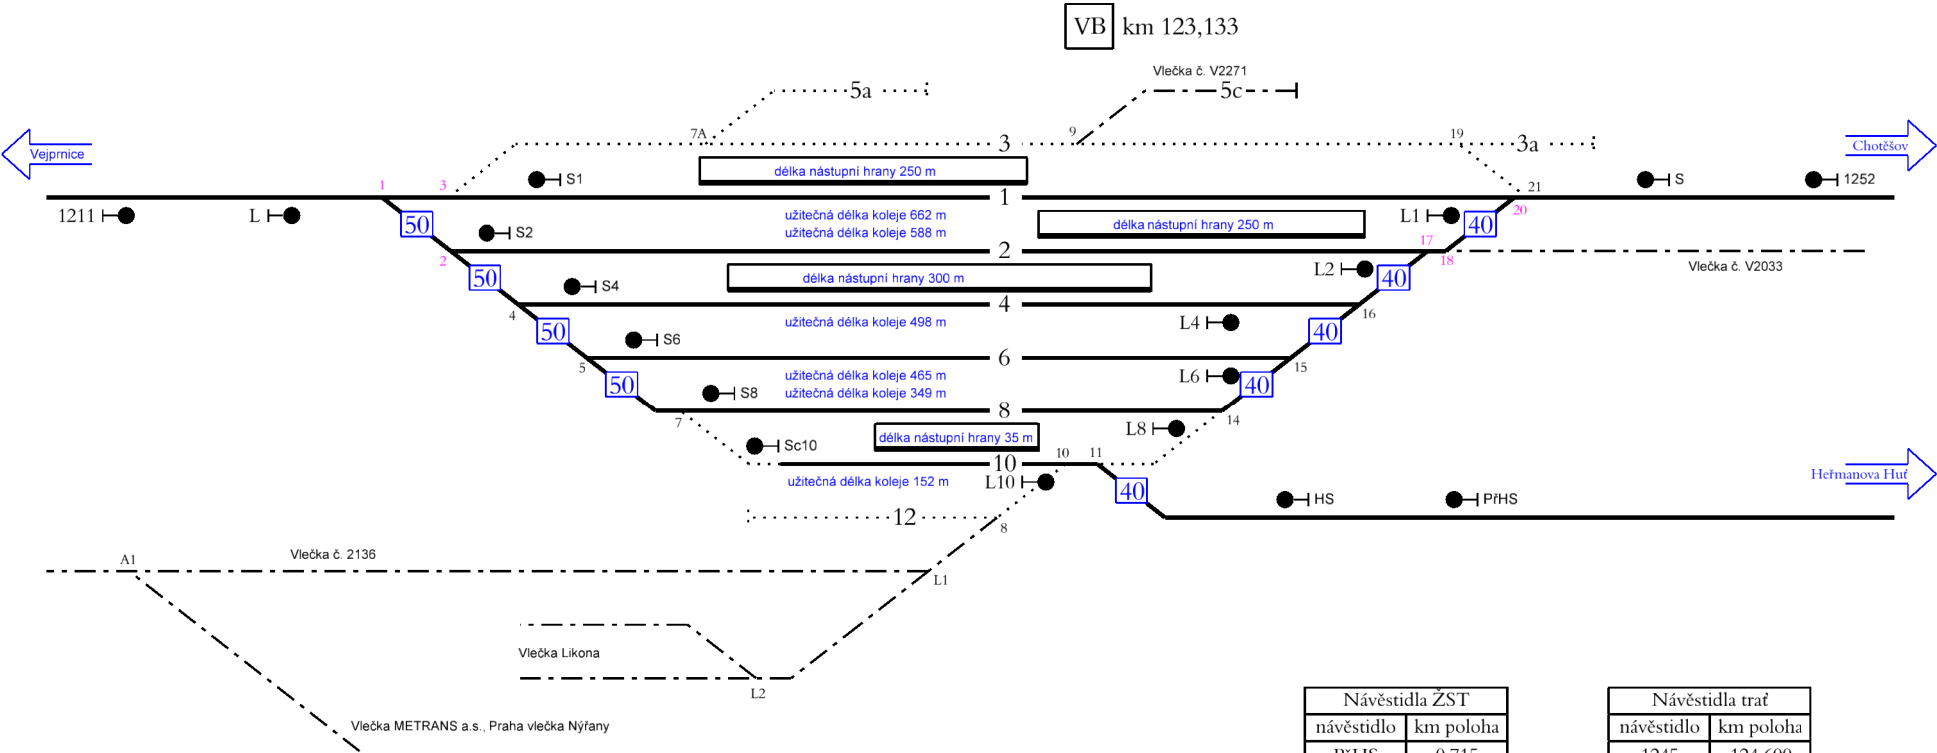 VB km 123,133
Vlečka č. V2271
5a
5c
7A
9
19
3
3a
Vejprnice
Chotěšov
délka nástupní hrany 250 m
1
3
S1
S
1252
21
1
1211
L
50
užitečná délka koleje 662 m
L1
40
20
S2
užitečná délka koleje 588 m
délka nástupní hrany 250 m
17
2
2
18
Vlečka č. V2033
50
délka nástupní hrany 300 m
L2
40
S4
4
4
16
50
užitečná délka koleje 498 m
L4
40
S6
5
6
15
50
užitečná délka koleje 465 m
L6
40
S8
užitečná délka koleje 349 m
7
8
14
Sc10
délka nástupní hrany 35 m
L8
10
10
11
užitečná délka koleje 152 m
L10
40
Heřmanova Huť
HS
PřHS
12
8
A1
Vlečka č. 2136
L1
Vlečka Likona
L2
Vlečka METRANS a.s., Praha vlečka Nýřany
Návěstidla ŽST
návěstidlo km poloha
PřHS 0,715
Návěstidla trať
návěstidlo km poloha
1245 124,600